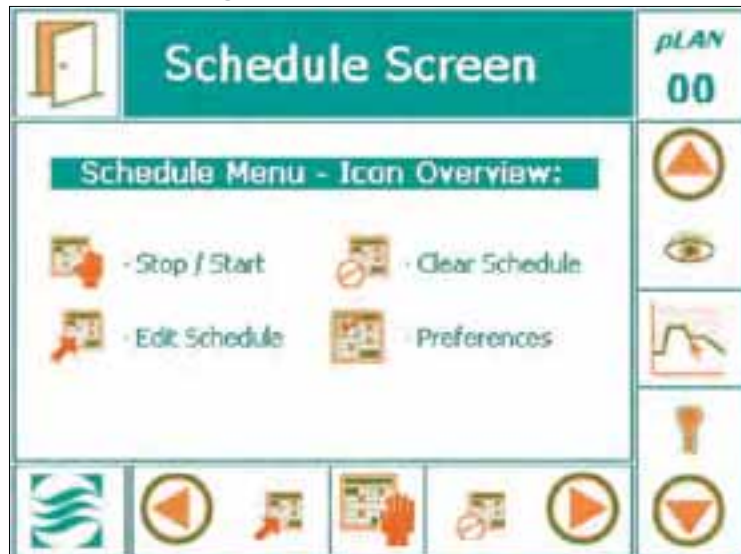 Schedule Screen
pLAN
00
Schedule Menu - Icon Overview:
- Stop / Start
- Clear Schedule
- Edit Schedule
- Preferences